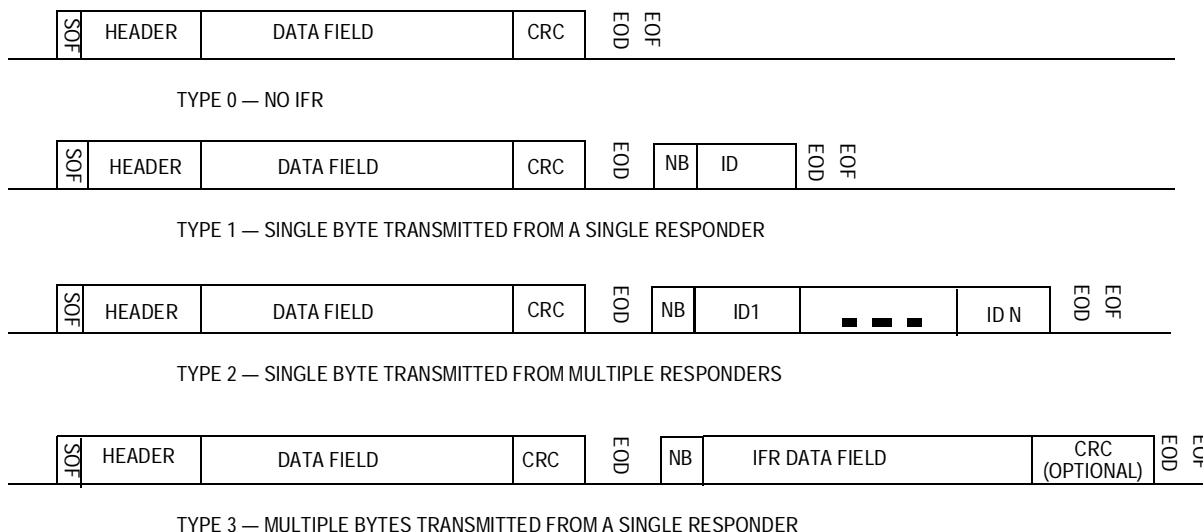 SOF HEADER DATA FIELD CRC EOD EOF
TYPE 0 — NO IFR
SOF HEADER DATA FIELD CRC EOD NB ID EOD EOF
TYPE 1 — SINGLE BYTE TRANSMITTED FROM A SINGLE RESPONDER
SOF HEADER DATA FIELD CRC EOD NB ID1 ID N EOD EOF
TYPE 2 — SINGLE BYTE TRANSMITTED FROM MULTIPLE RESPONDERS
SOF HEADER DATA FIELD CRC EOD NB IFR DATA FIELD CRC (OPTIONAL) EOD EOF
TYPE 3 — MULTIPLE BYTES TRANSMITTED FROM A SINGLE RESPONDER